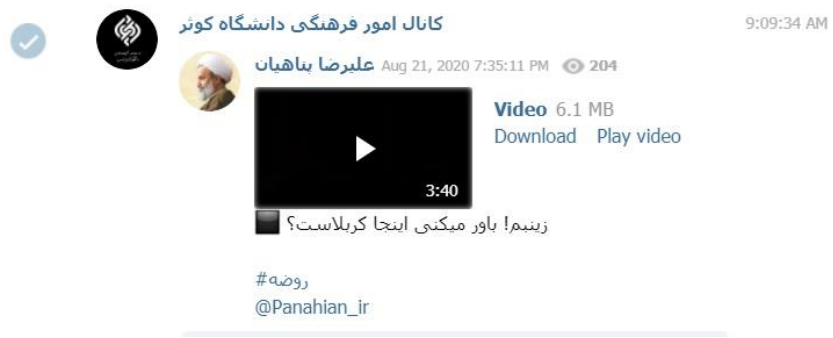 کانال امور فرهنگی دانشگاه کوثر 9:09:34 AM
علیرضا پناهیان Aug 21, 2020 7:35:11 PM 204
Video 6.1 MB
Download Play video
3:40
زینبم! باور میکنی اینجا کربلاست؟
#روضه
@Panahian_ir